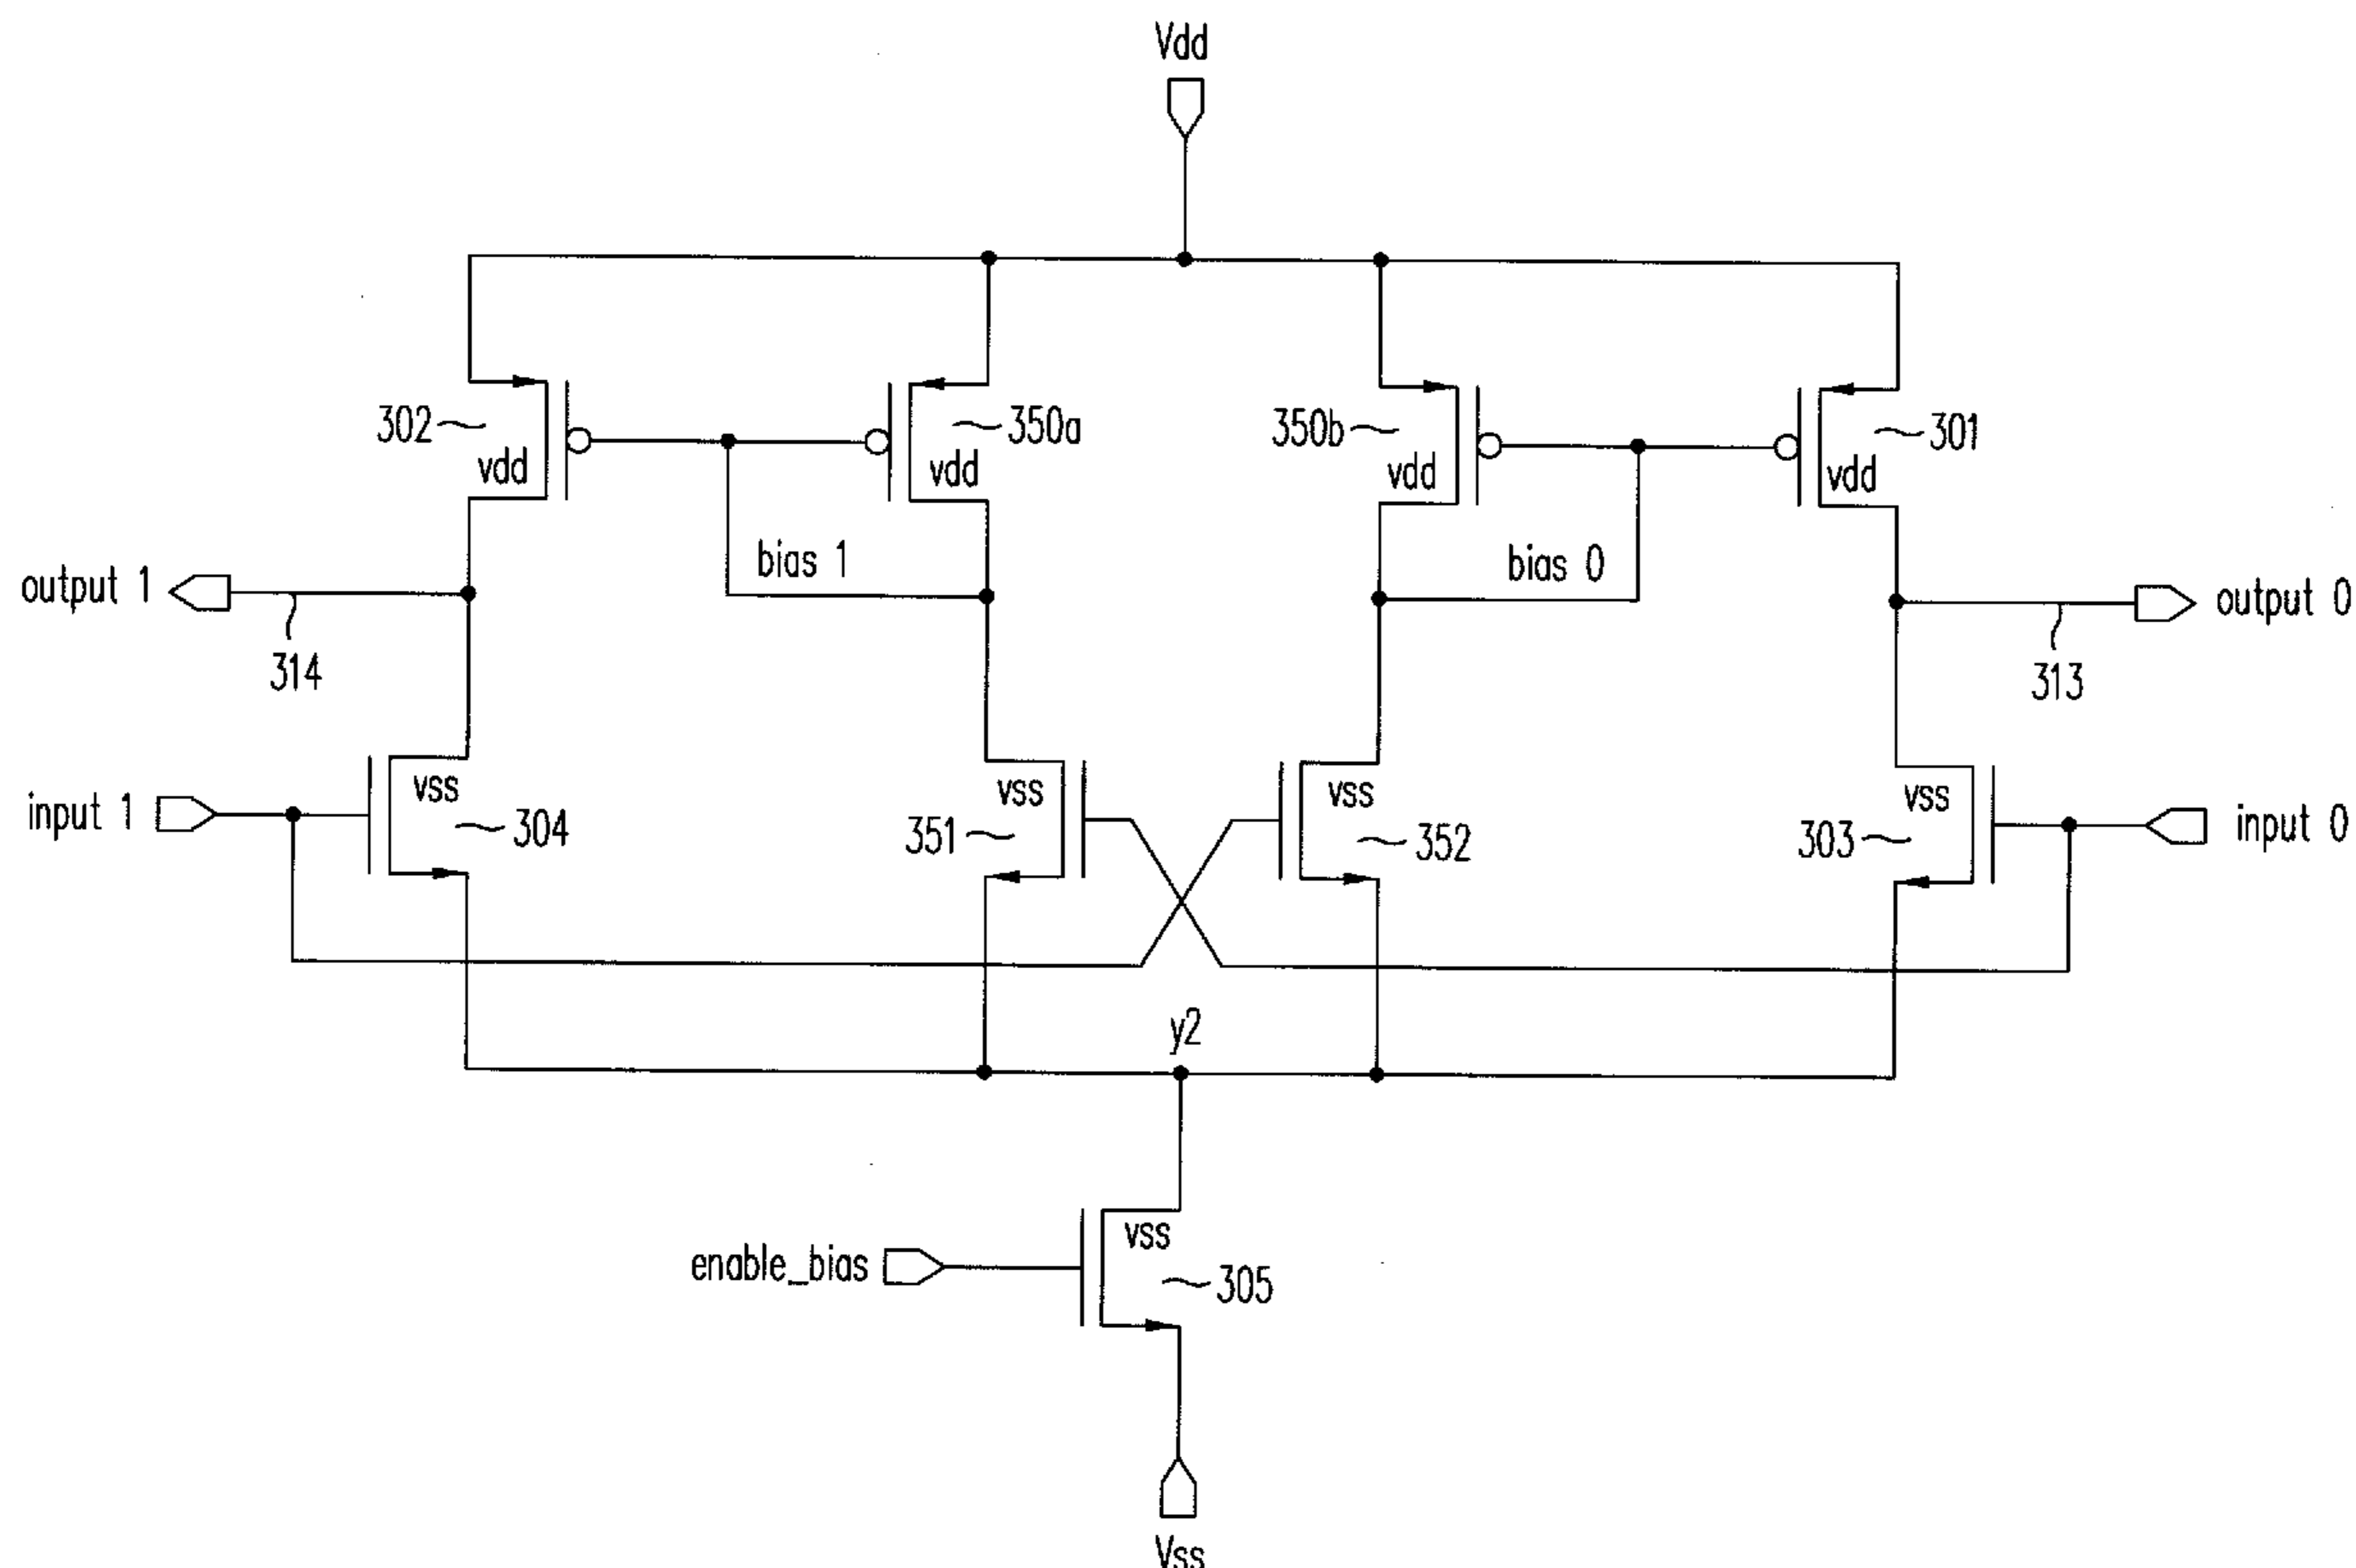 Vdd
302
vdd
350a
vdd
350b
vdd
301
vdd
output 1
314
bias 1
bias 0
output 0
313
input 1
vss
304
vss
351
vss
352
vss
303
input 0
y2
enable_bias
vss
305
Vss